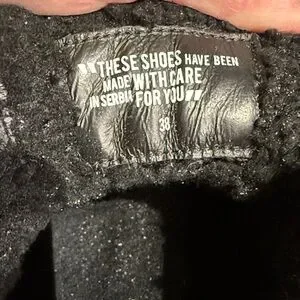 "THESE SHOES HAVE BEEN
MADE WITH CARE
IN SERBIA FOR YOU"
38